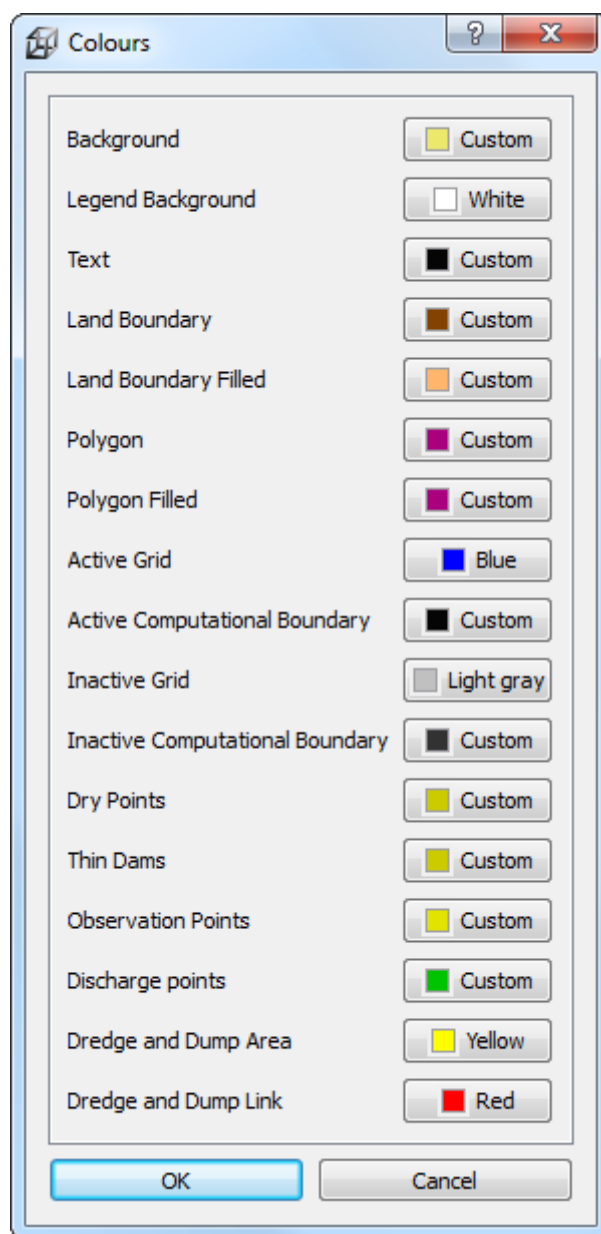 Colours
Background Custom
Legend Background White
Text Custom
Land Boundary Custom
Land Boundary Filled Custom
Polygon Custom
Polygon Filled Custom
Active Grid Blue
Active Computational Boundary Custom
Inactive Grid Light gray
Inactive Computational Boundary Custom
Dry Points Custom
Thin Dams Custom
Observation Points Custom
Discharge points Custom
Dredge and Dump Area Yellow
Dredge and Dump Link Red
OK Cancel